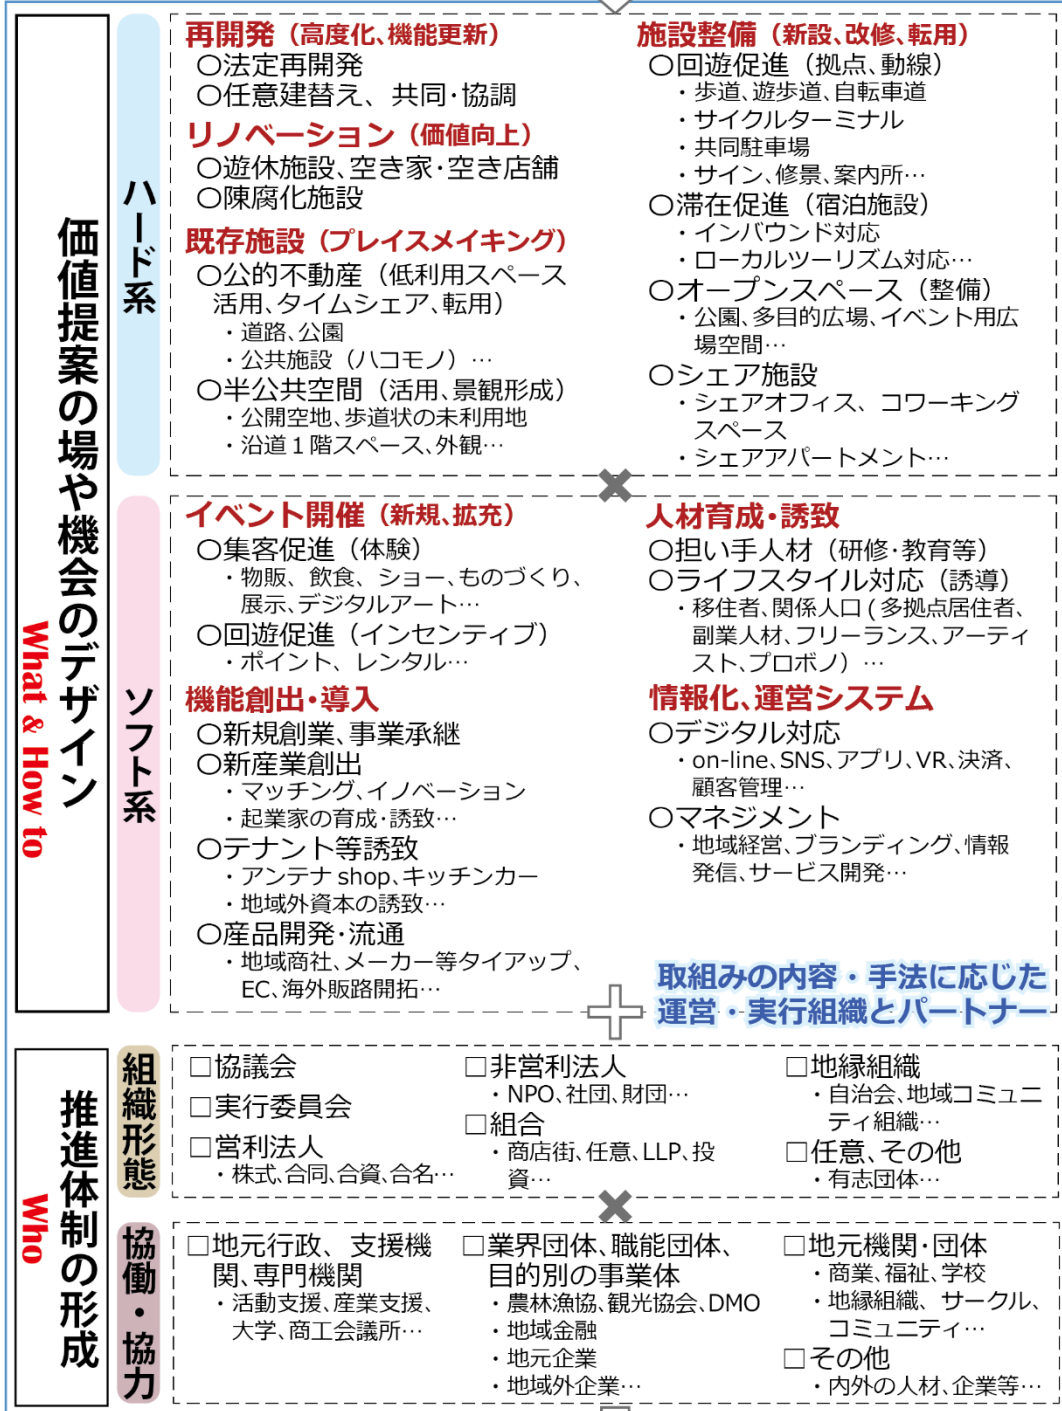 価値提案の場や機会のデザイン
What & How to
ハード系
再開発（高度化、機能更新）
〇法定再開発
〇任意建替え、共同・協調
リノベーション（価値向上）
〇遊休施設、空き家・空き店舗
〇陳腐化施設
既存施設（プレイスメイキング）
〇公的不動産（低利用スペース
活用、タイムシェア、転用）
・道路、公園
・公共施設（ハコモノ）…
〇半公共空間（活用、景観形成）
・公開空地、歩道状の未利用地
・沿道１階スペース、外観…
施設整備（新設、改修、転用）
〇回遊促進（拠点、動線）
・歩道、遊歩道、自転車道
・サイクルターミナル
・共同駐車場
・サイン、修景、案内所…
〇滞在促進（宿泊施設）
・インバウンド対応
・ローカルツーリズム対応…
〇オープンスペース（整備）
・公園、多目的広場、イベント用広
場空間…
〇シェア施設
・シェアオフィス、コワーキング
スペース
・シェアアパートメント…
ソフト系
イベント開催（新規、拡充）
〇集客促進（体験）
・物販、飲食、ショー、ものづくり、
展示、デジタルアート…
〇回遊促進（インセンティブ）
・ポイント、レンタル…
機能創出・導入
〇新規創業、事業承継
〇新産業創出
・マッチング、イノベーション
・起業家の育成・誘致…
〇テナント等誘致
・アンテナ shop、キッチンカー
・地域外資本の誘致…
〇産品開発・流通
・地域商社、メーカー等タイアップ、
EC、海外販路開拓…
人材育成・誘致
〇担い手人材（研修・教育等）
〇ライフスタイル対応（誘導）
・移住者、関係人口（多拠点居住者、
副業人材、フリーランス、アーティ
スト、プロボノ）…
情報化、運営システム
〇デジタル対応
・on-line、SNS、アプリ、VR、決済、
顧客管理…
〇マネジメント
・地域経営、ブランディング、情報
発信、サービス開発…
取組みの内容・手法に応じた
運営・実行組織とパートナー
推進体制の形成
Who
組織形態
□協議会
□実行委員会
□営利法人
・株式、合同、合資、合名…
□非営利法人
・NPO、社団、財団…
□組合
・商店街、任意、LLP、投
資…
□地縁組織
・自治会、地域コミュニ
ティ組織…
□任意、その他
・有志団体…
協働・協力
□地元行政、支援機
関、専門機関
・活動支援、産業支援、
大学、商工会議所…
□業界団体、職能団体、
目的別の事業体
・農林漁協、観光協会、DMO
・地域金融
・地元企業
・地域外企業…
□地元機関・団体
・商業、福祉、学校
・地縁組織、サークル、
コミュニティ…
□その他
・内外の人材、企業等…